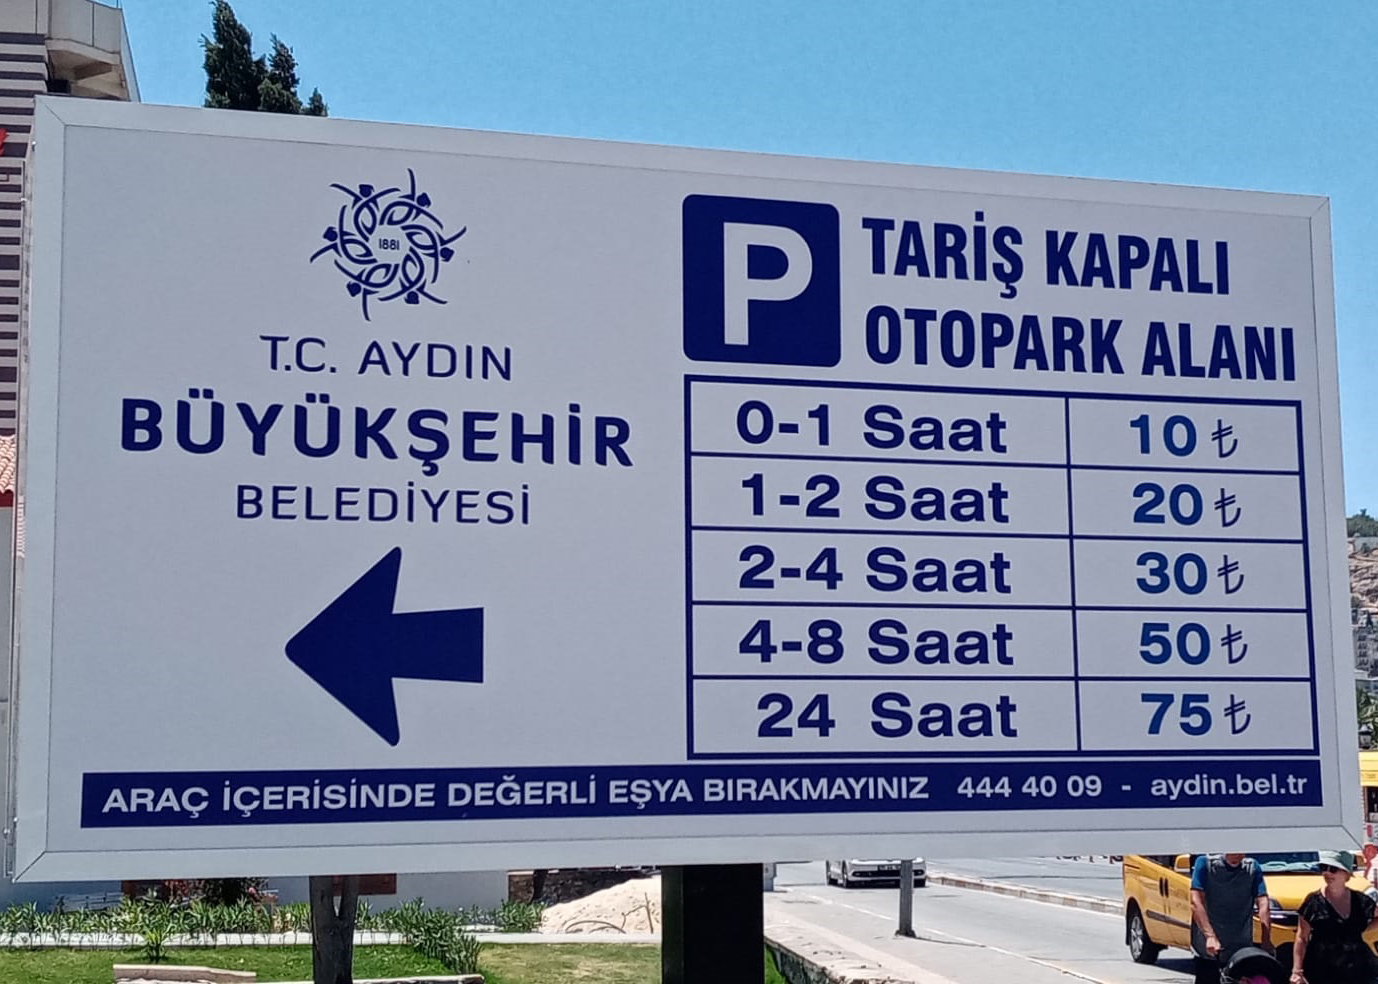 1881
T.C. AYDIN
BÜYÜKŞEHİR
BELEDİYESİ
P
TARİŞ KAPALI
OTOPARK ALANI
0-1 Saat 10 ₺
1-2 Saat 20 ₺
2-4 Saat 30 ₺
4-8 Saat 50 ₺
24 Saat 75 ₺
ARAÇ İÇERİSİNDE DEĞERLİ EŞYA BIRAKMAYINIZ 444 40 09 - aydin.bel.tr